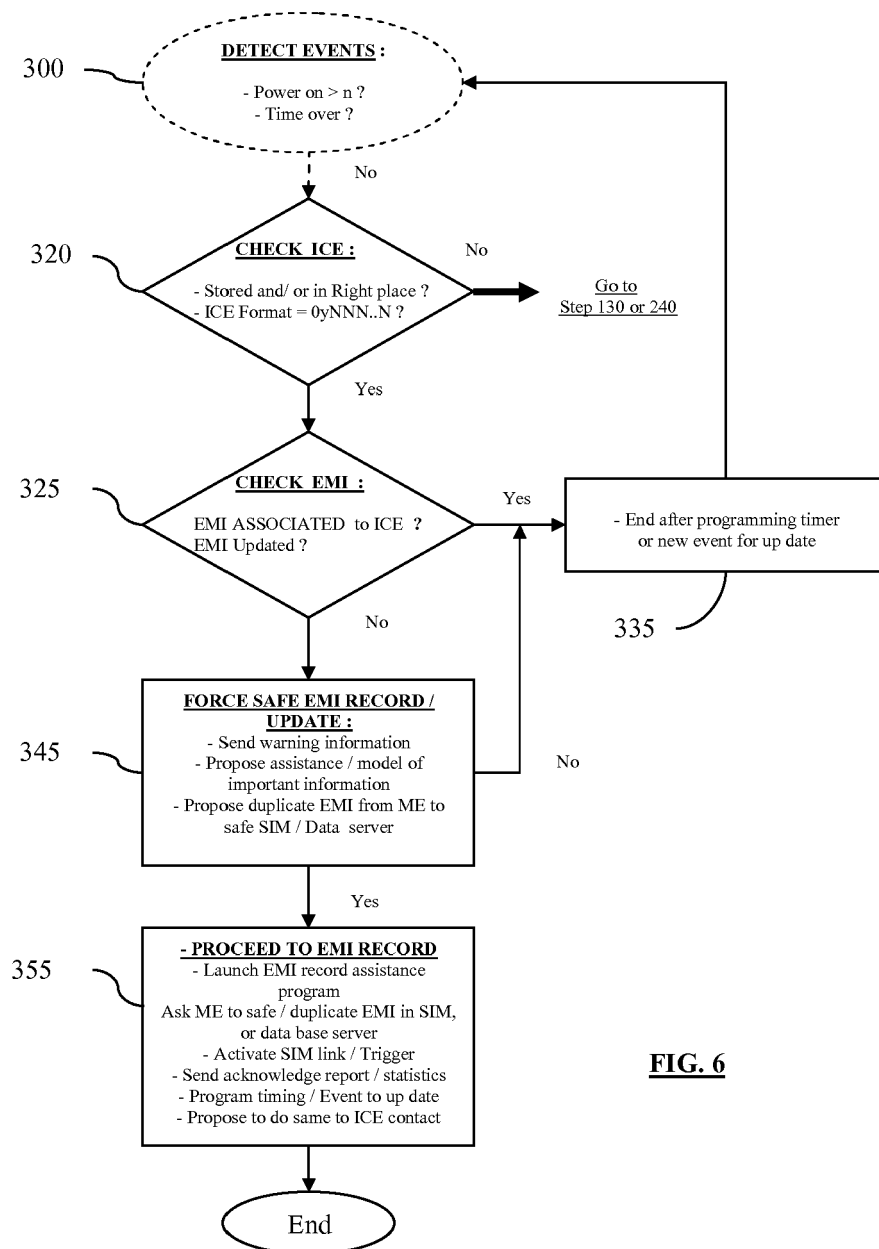 300
DETECT EVENTS :
- Power on > n ?
- Time over ?
No
320
CHECK ICE :
- Stored and/ or in Right place ?
- ICE Format = 0yNNN..N ?
No
Go to
Step 130 or 240
Yes
325
CHECK EMI :
EMI ASSOCIATED to ICE ?
EMI Updated ?
Yes
- End after programming timer
or new event for up date
335
No
345
FORCE SAFE EMI RECORD /
UPDATE :
- Send warning information
- Propose assistance / model of
important information
- Propose duplicate EMI from ME to
safe SIM / Data server
No
Yes
355
- PROCEED TO EMI RECORD
- Launch EMI record assistance
program
Ask ME to safe / duplicate EMI in SIM,
or data base server
- Activate SIM link / Trigger
- Send acknowledge report / statistics
- Program timing / Event to up date
- Propose to do same to ICE contact
FIG. 6
End